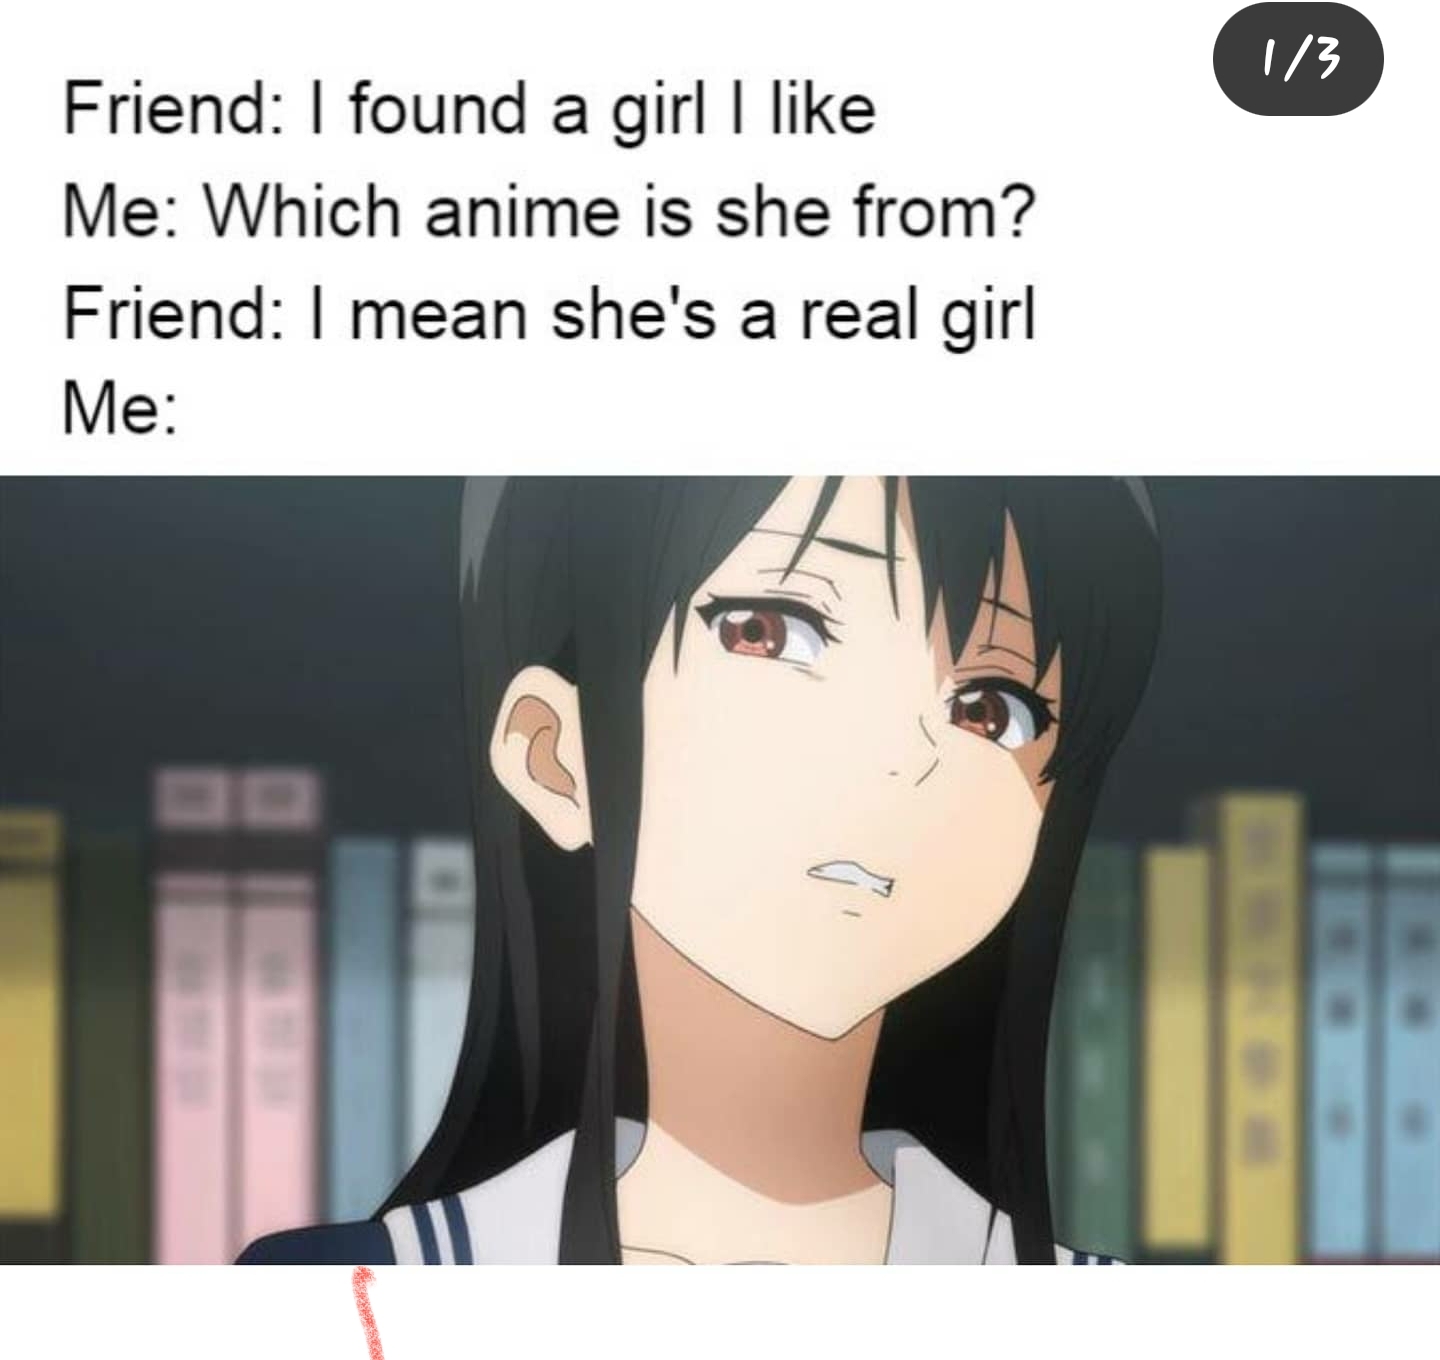 1/3
Friend: I found a girl I like
Me: Which anime is she from?
Friend: I mean she's a real girl
Me: